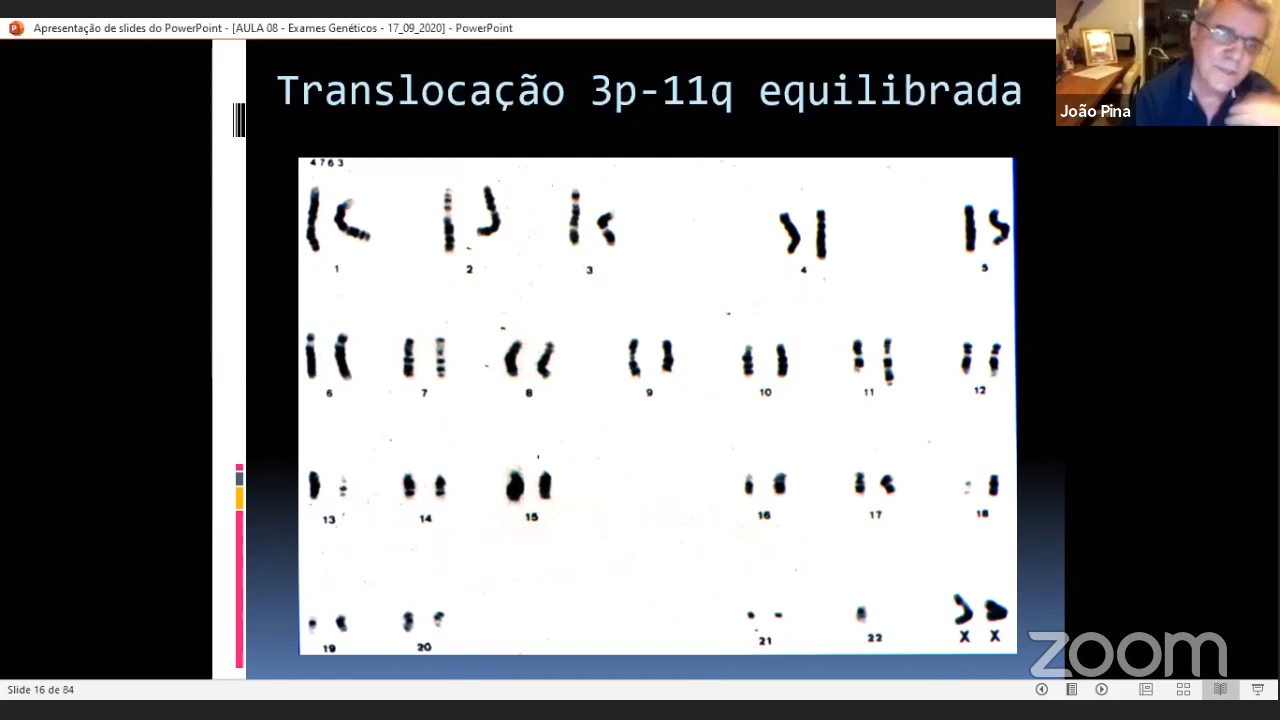 Apresentação de slides do PowerPoint - [AULA 08 - Exames Genéticos - 17_09_2020] - PowerPoint
João Pina
Translocação 3p-11q equilibrada
4763
1 2 3 4 5
6 7 8 9 10 11 12
13 14 15 16 17 18
19 20 21 22 X X
zoom
Slide 16 de 84